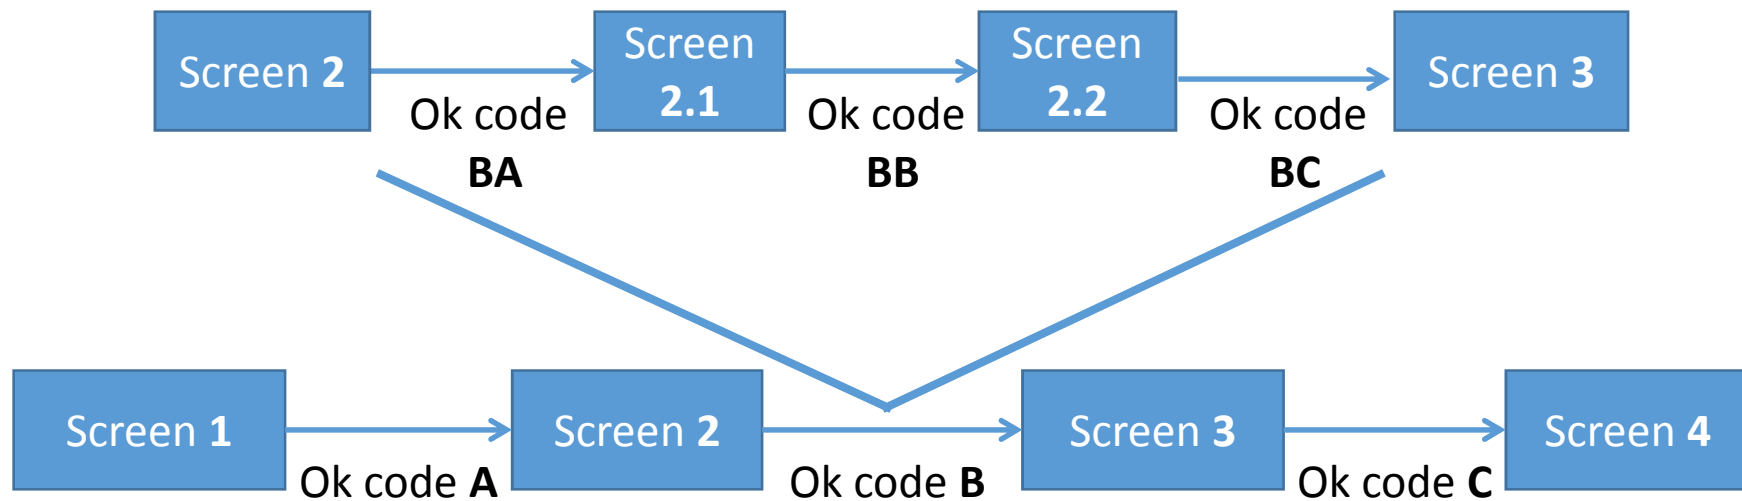 Screen 2
Screen
2.1
Screen
2.2
Screen 3
Ok code
BA
Ok code
BB
Ok code
BC
Screen 1
Screen 2
Screen 3
Screen 4
Ok code A
Ok code B
Ok code C